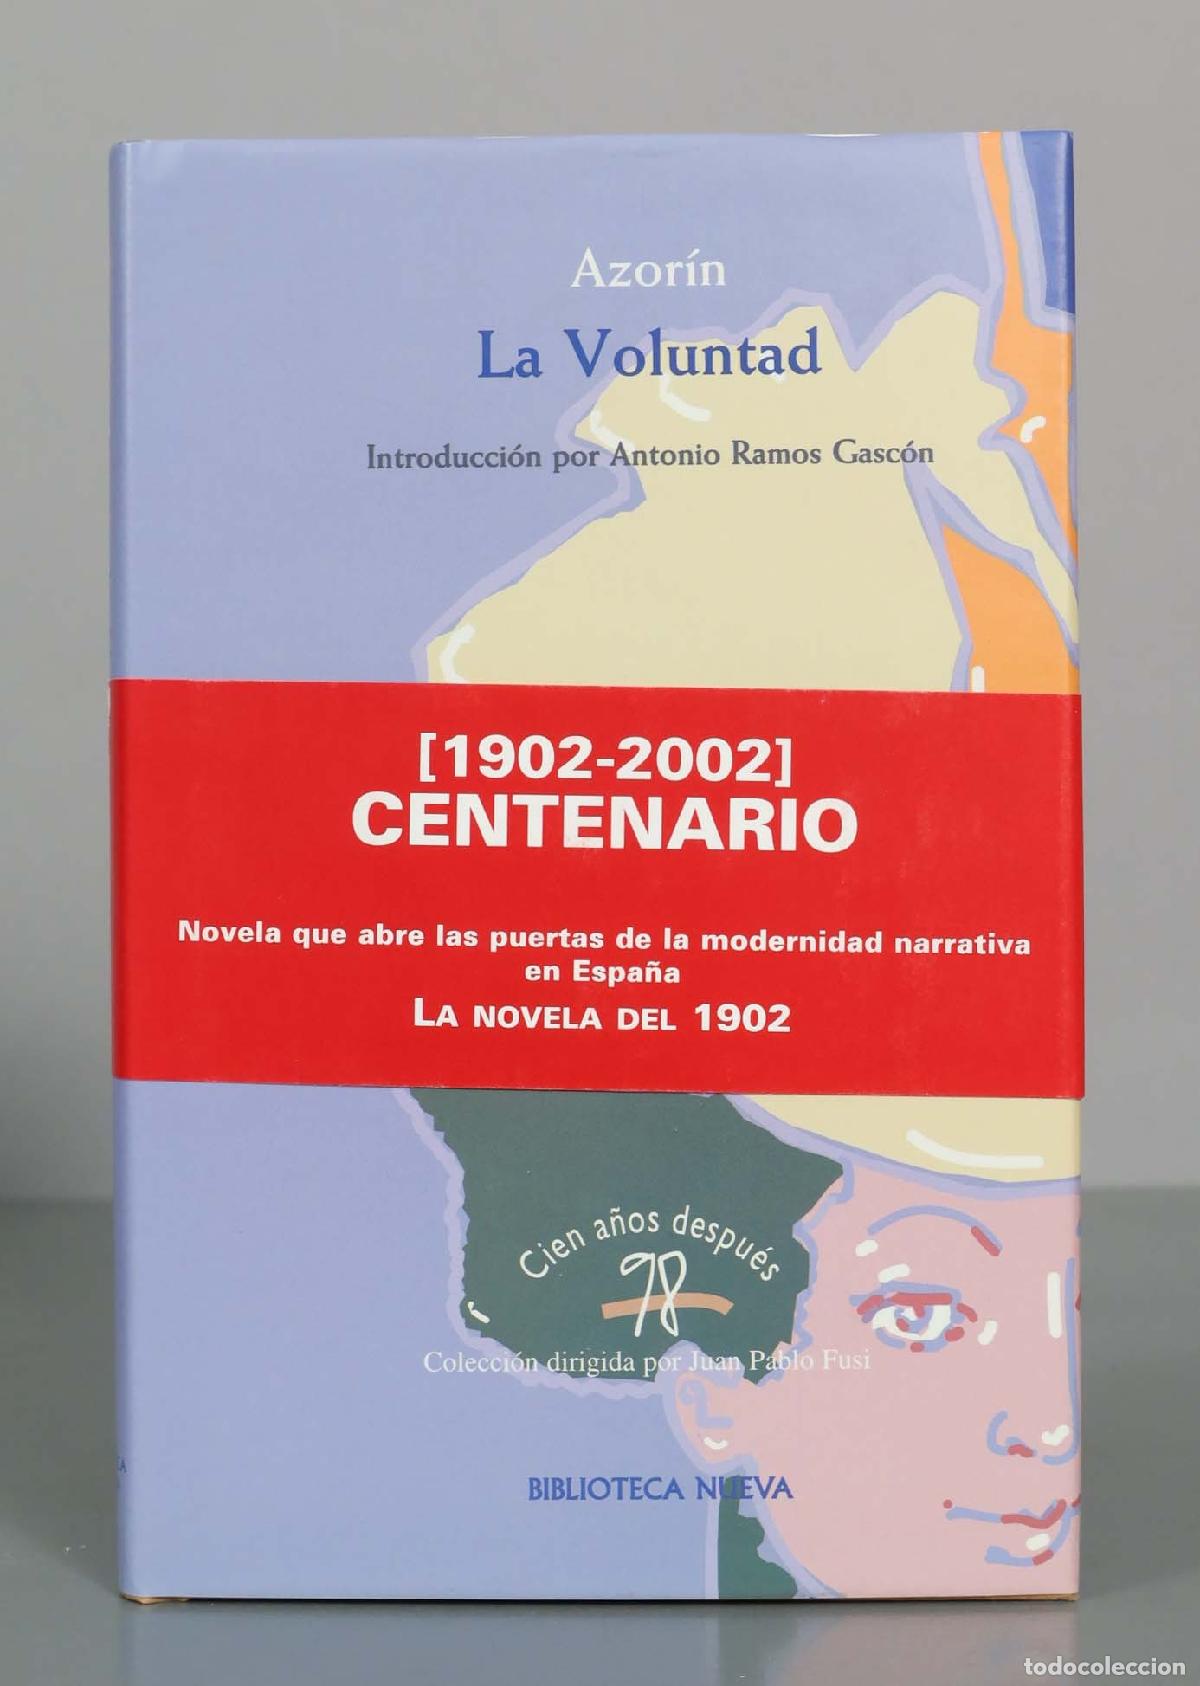 Azorín
La Voluntad
Introducción por Antonio Ramos Gascón
[1902-2002]
CENTENARIO
Novela que abre las puertas de la modernidad narrativa
en España
LA NOVELA DEL 1902
Cien años después
98
Colección dirigida por Juan Pablo Fusi
BIBLIOTECA NUEVA
todocoleccion